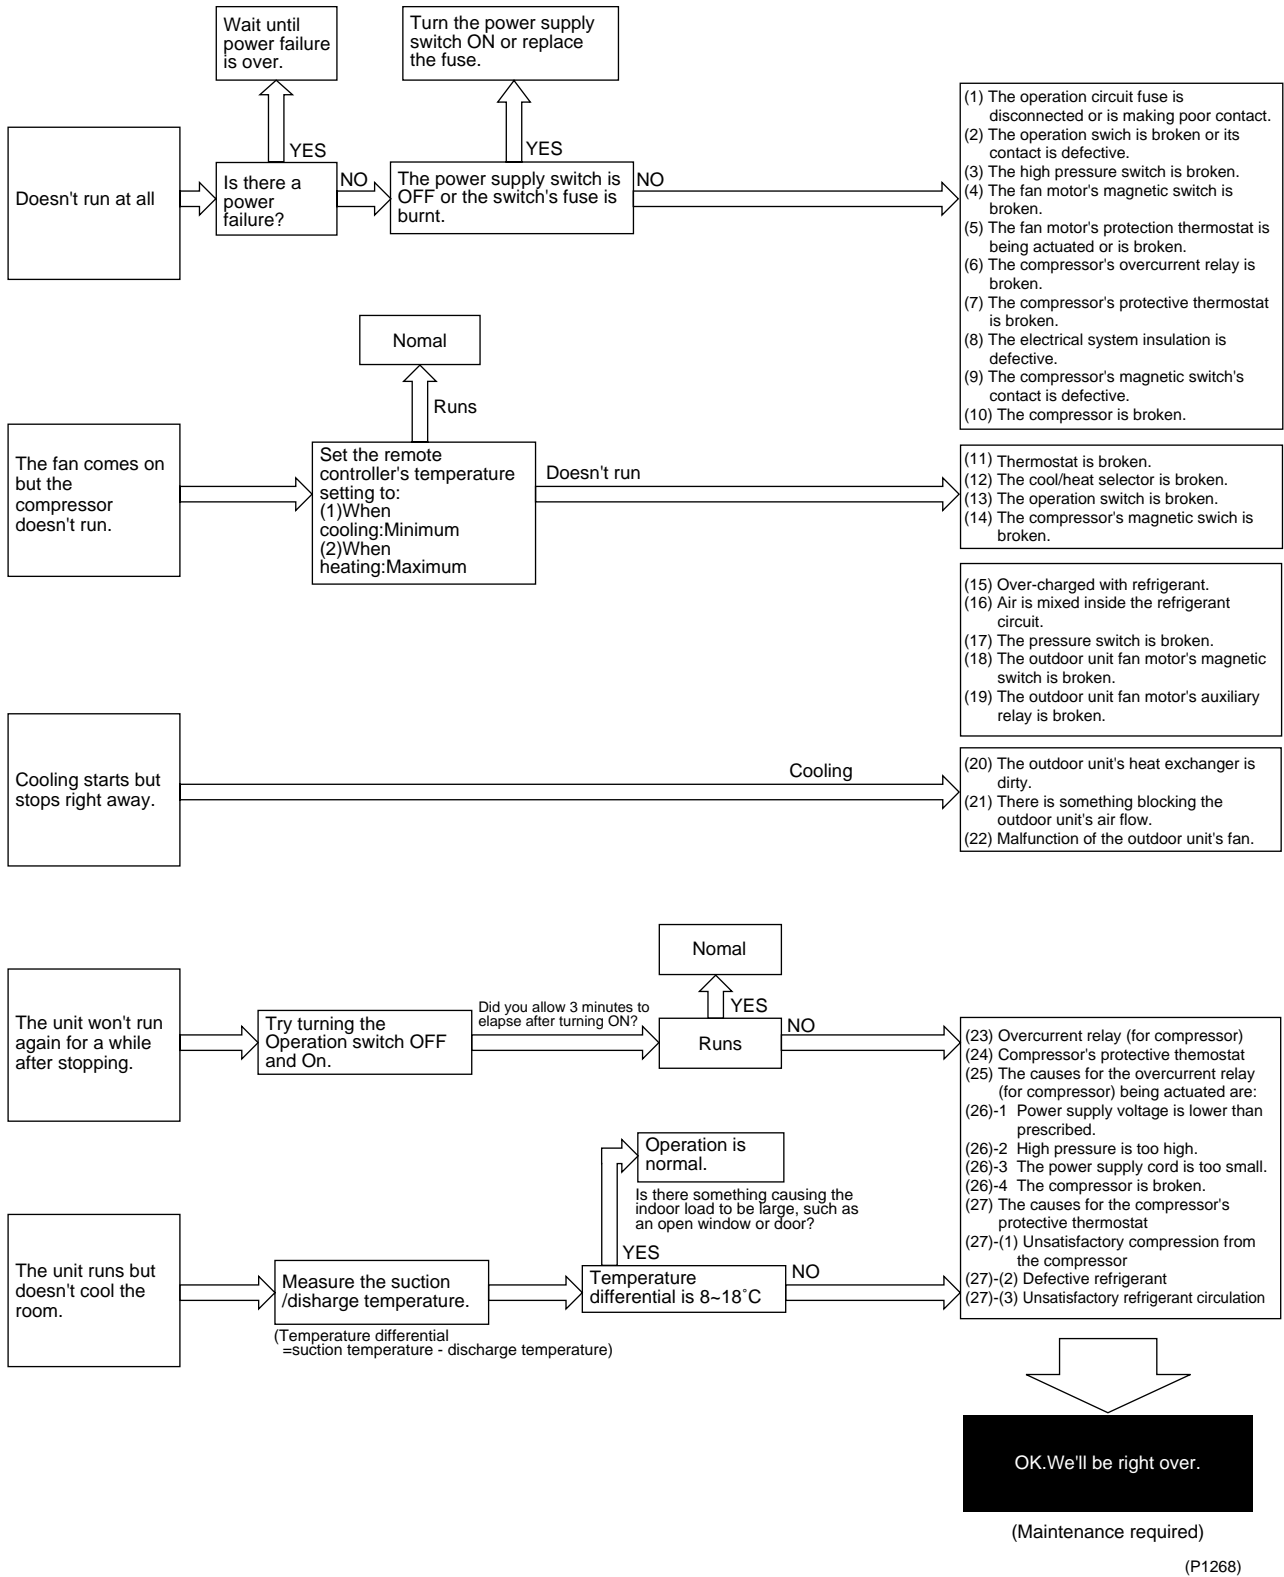 Wait until
power failure
is over.
Turn the power supply
switch ON or replace
the fuse.
YES
YES
Doesn't run at all
Is there a
power
failure?
NO
The power supply switch is
OFF or the switch's fuse is
burnt.
NO
(1) The operation circuit fuse is
disconnected or is making poor contact.
(2) The operation swich is broken or its
contact is defective.
(3) The high pressure switch is broken.
(4) The fan motor's magnetic switch is
broken.
(5) The fan motor's protection thermostat is
being actuated or is broken.
(6) The compressor's overcurrent relay is
broken.
(7) The compressor's protective thermostat
is broken.
(8) The electrical system insulation is
defective.
(9) The compressor's magnetic switch's
contact is defective.
(10) The compressor is broken.
Nomal
Runs
The fan comes on
but the
compressor
doesn't run.
Set the remote
controller's temperature
setting to:
(1)When
cooling:Minimum
(2)When
heating:Maximum
Doesn't run
(11) Thermostat is broken.
(12) The cool/heat selector is broken.
(13) The operation switch is broken.
(14) The compressor's magnetic swich is
broken.
(15) Over-charged with refrigerant.
(16) Air is mixed inside the refrigerant
circuit.
(17) The pressure switch is broken.
(18) The outdoor unit fan motor's magnetic
switch is broken.
(19) The outdoor unit fan motor's auxiliary
relay is broken.
Cooling starts but
stops right away.
Cooling
(20) The outdoor unit's heat exchanger is
dirty.
(21) There is something blocking the
outdoor unit's air flow.
(22) Malfunction of the outdoor unit's fan.
Nomal
YES
The unit won't run
again for a while
after stopping.
Try turning the
Operation switch OFF
and On.
Did you allow 3 minutes to
elapse after turning ON?
Runs
NO
(23) Overcurrent relay (for compressor)
(24) Compressor's protective themostat
(25) The causes for the overcurrent relay
(for compressor) being actuated are:
(26)-1 Power supply voltage is lower than
prescribed.
(26)-2 High pressure is too high.
(26)-3 The power supply cord is too small.
(26)-4 The compressor is broken.
(27) The causes for the compressor's
protective thermostat
(27)-(1) Unsatisfactory compression from
the compressor
(27)-(2) Defective refrigerant
(27)-(3) Unsatisfactory refrigerant circulation
Operation is
normal.
Is there something causing the
indoor load to be large, such as
an open window or door?
YES
The unit runs but
doesn't cool the
room.
Measure the suction
/disharge temperature.
(Temperature differential
=suction temperature - discharge temperature)
Temperature
differential is 8~18˚C
NO
OK.We'll be right over.
(Maintenance required)
(P1268)